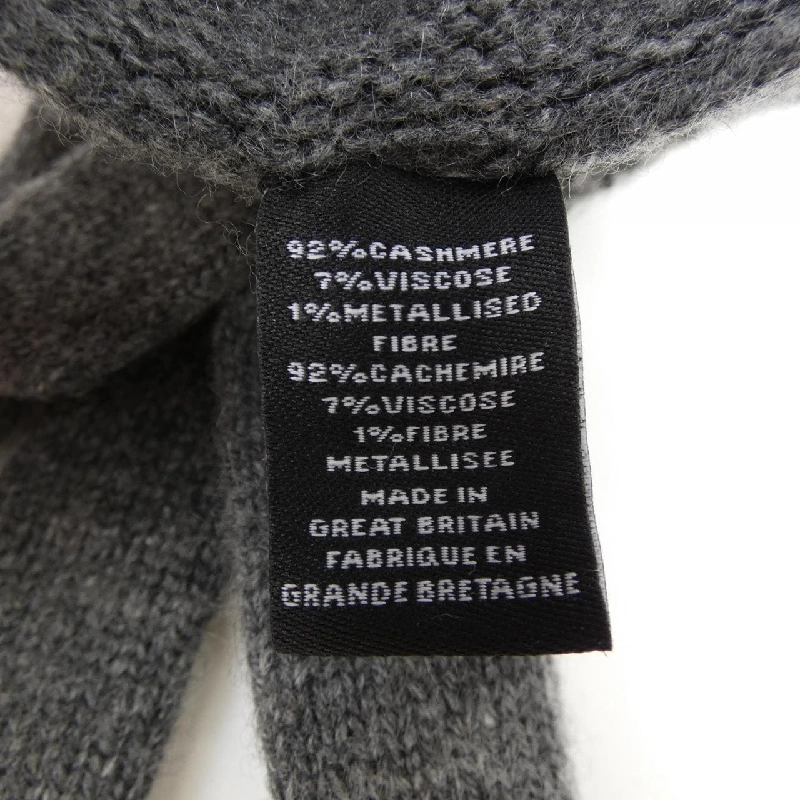 92%CASHMERE
7%VISCOSE
1%METALLISED
FIBRE
92%CACHEMIRE
7%VISCOSE
1%FIBRE
METALLISEE
MADE IN
GREAT BRITAIN
FABRIQUE EN
GRANDE BRETAGNE